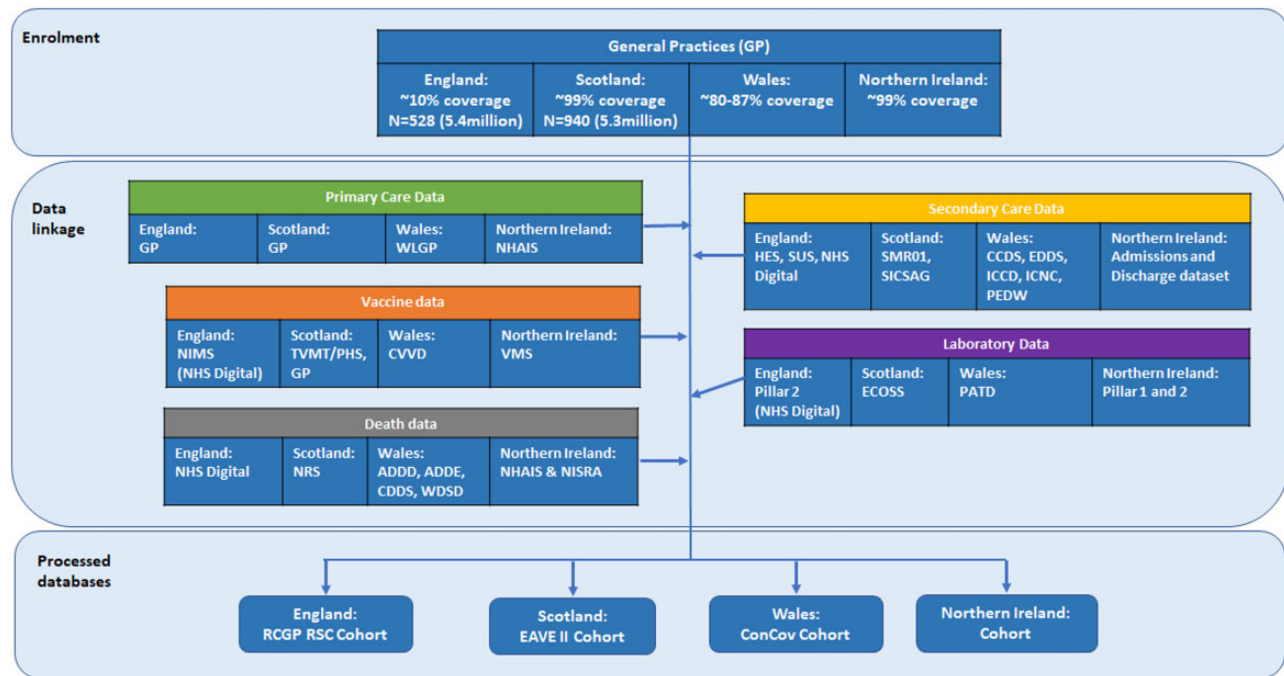 Enrolment
General Practices (GP)
England:
~10% coverage
N=528 (5.4million)
Scotland:
~99% coverage
N=940 (5.3million)
Wales:
~80-87% coverage
Northern Ireland:
~99% coverage
Data
linkage
Primary Care Data
England:
GP
Scotland:
GP
Wales:
WLGP
Northern Ireland:
NHAIS
Secondary Care Data
England:
HES, SUS, NHS
Digital
Scotland:
SMR01,
SICSAG
Wales:
CCDS, EDDS,
ICCD, ICNC,
PEDW
Northern Ireland:
Admissions and
Discharge dataset
Vaccine data
England:
NIMS
(NHS Digital)
Scotland:
TVMT/PHS,
GP
Wales:
CVVD
Northern Ireland:
VMS
Laboratory Data
England:
Pillar 2
(NHS Digital)
Scotland:
ECOSS
Wales:
PATD
Northern Ireland:
Pillar 1 and 2
Death data
England:
NHS Digital
Scotland:
NRS
Wales:
ADDD, ADDE,
CDDS, WDSD
Northern Ireland:
NHAIS & NISRA
Processed
databases
England:
RCGP RSC Cohort
Scotland:
EAVE II Cohort
Wales:
ConCov Cohort
Northern Ireland:
Cohort